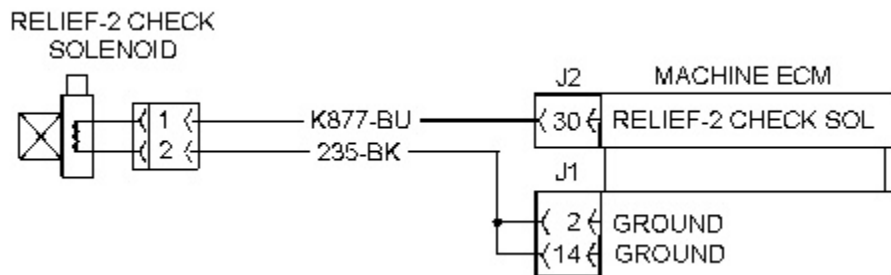 RELIEF-2 CHECK
SOLENOID
J2 MACHINE ECM
1 K877-BU 30 RELIEF-2 CHECK SOL
2 235-BK
J1
2 GROUND
14 GROUND